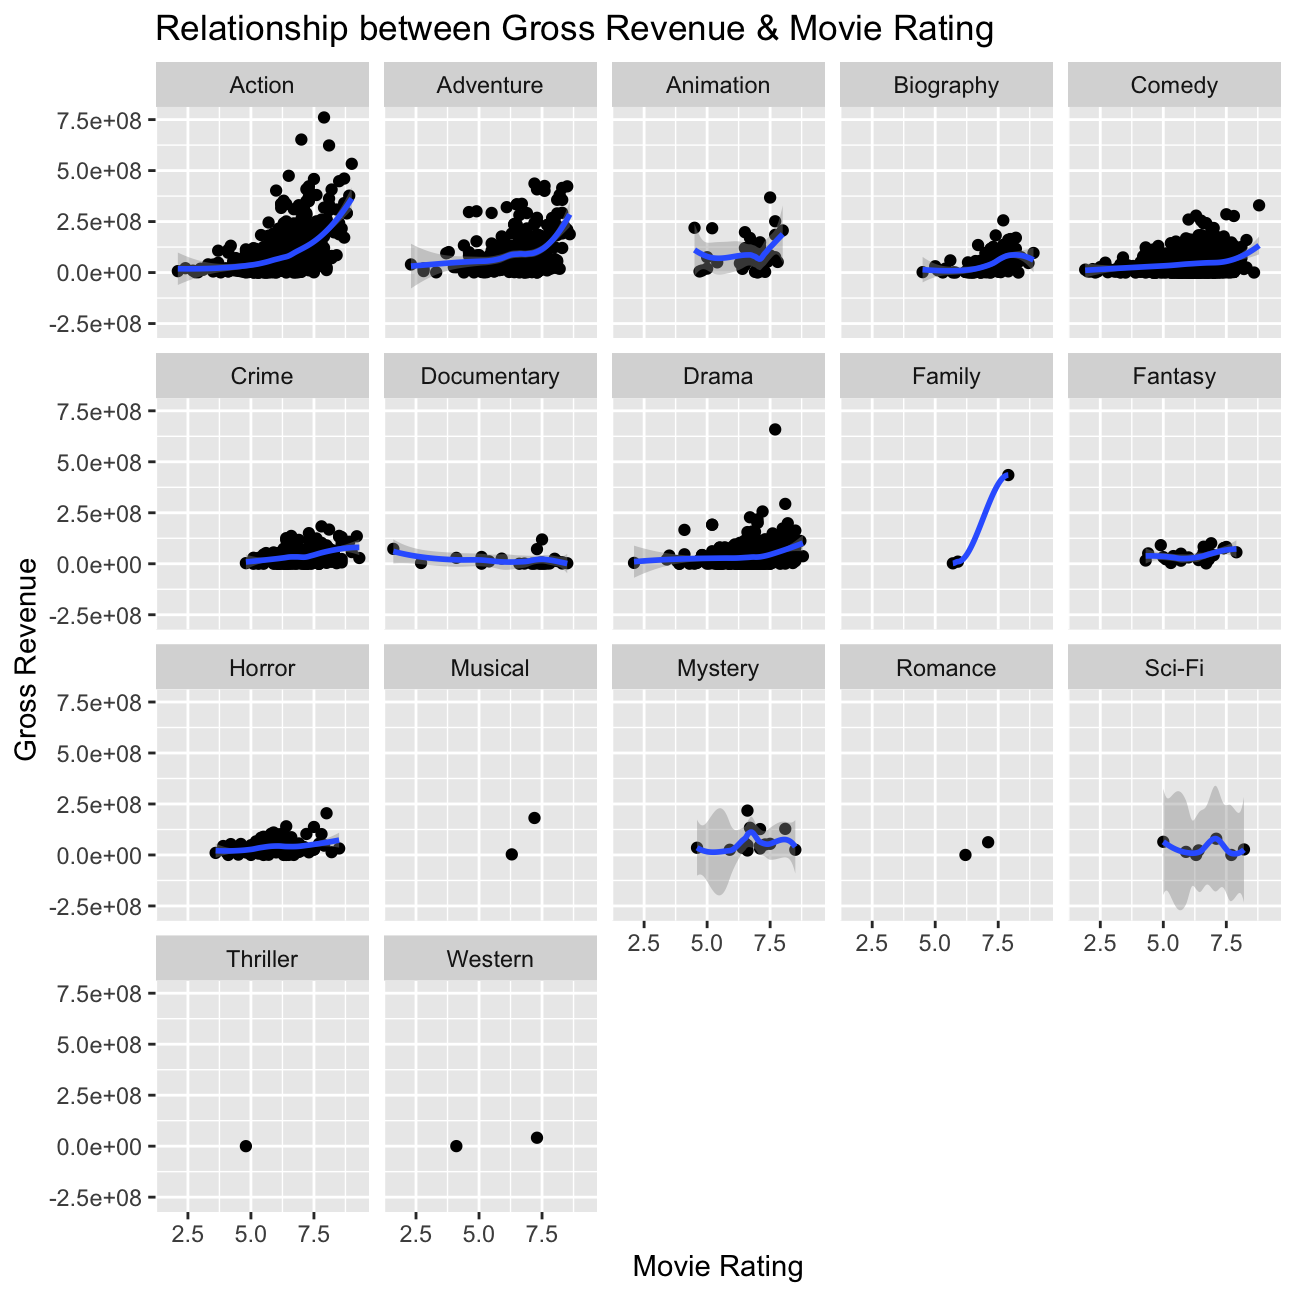 Relationship between Gross Revenue & Movie Rating
Action Adventure Animation Biography Comedy
7.5e+08
5.0e+08
2.5e+08
0.0e+00
-2.5e+08
Crime Documentary Drama Family Fantasy
7.5e+08
5.0e+08
2.5e+08
0.0e+00
-2.5e+08
Gross Revenue
Horror Musical Mystery Romance Sci-Fi
7.5e+08
5.0e+08
2.5e+08
0.0e+00
-2.5e+08
2.5 5.0 7.5 2.5 5.0 7.5 2.5 5.0 7.5
Thriller Western
7.5e+08
5.0e+08
2.5e+08
0.0e+00
-2.5e+08
2.5 5.0 7.5 2.5 5.0 7.5
Movie Rating